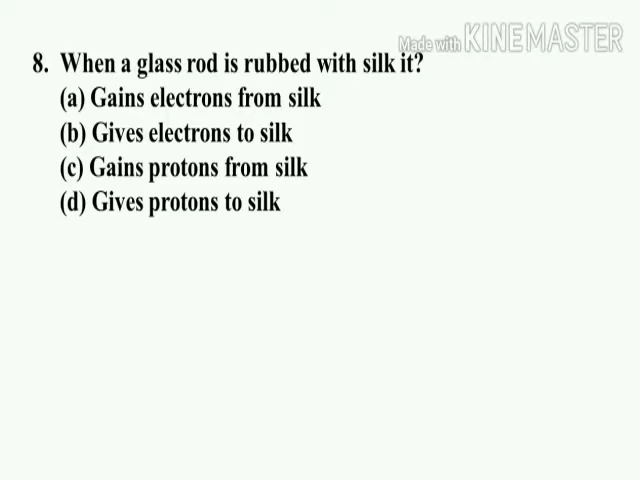 Made with KINEMASTER
8. When a glass rod is rubbed with silk it?
(a) Gains electrons from silk
(b) Gives electrons to silk
(c) Gains protons from silk
(d) Gives protons to silk